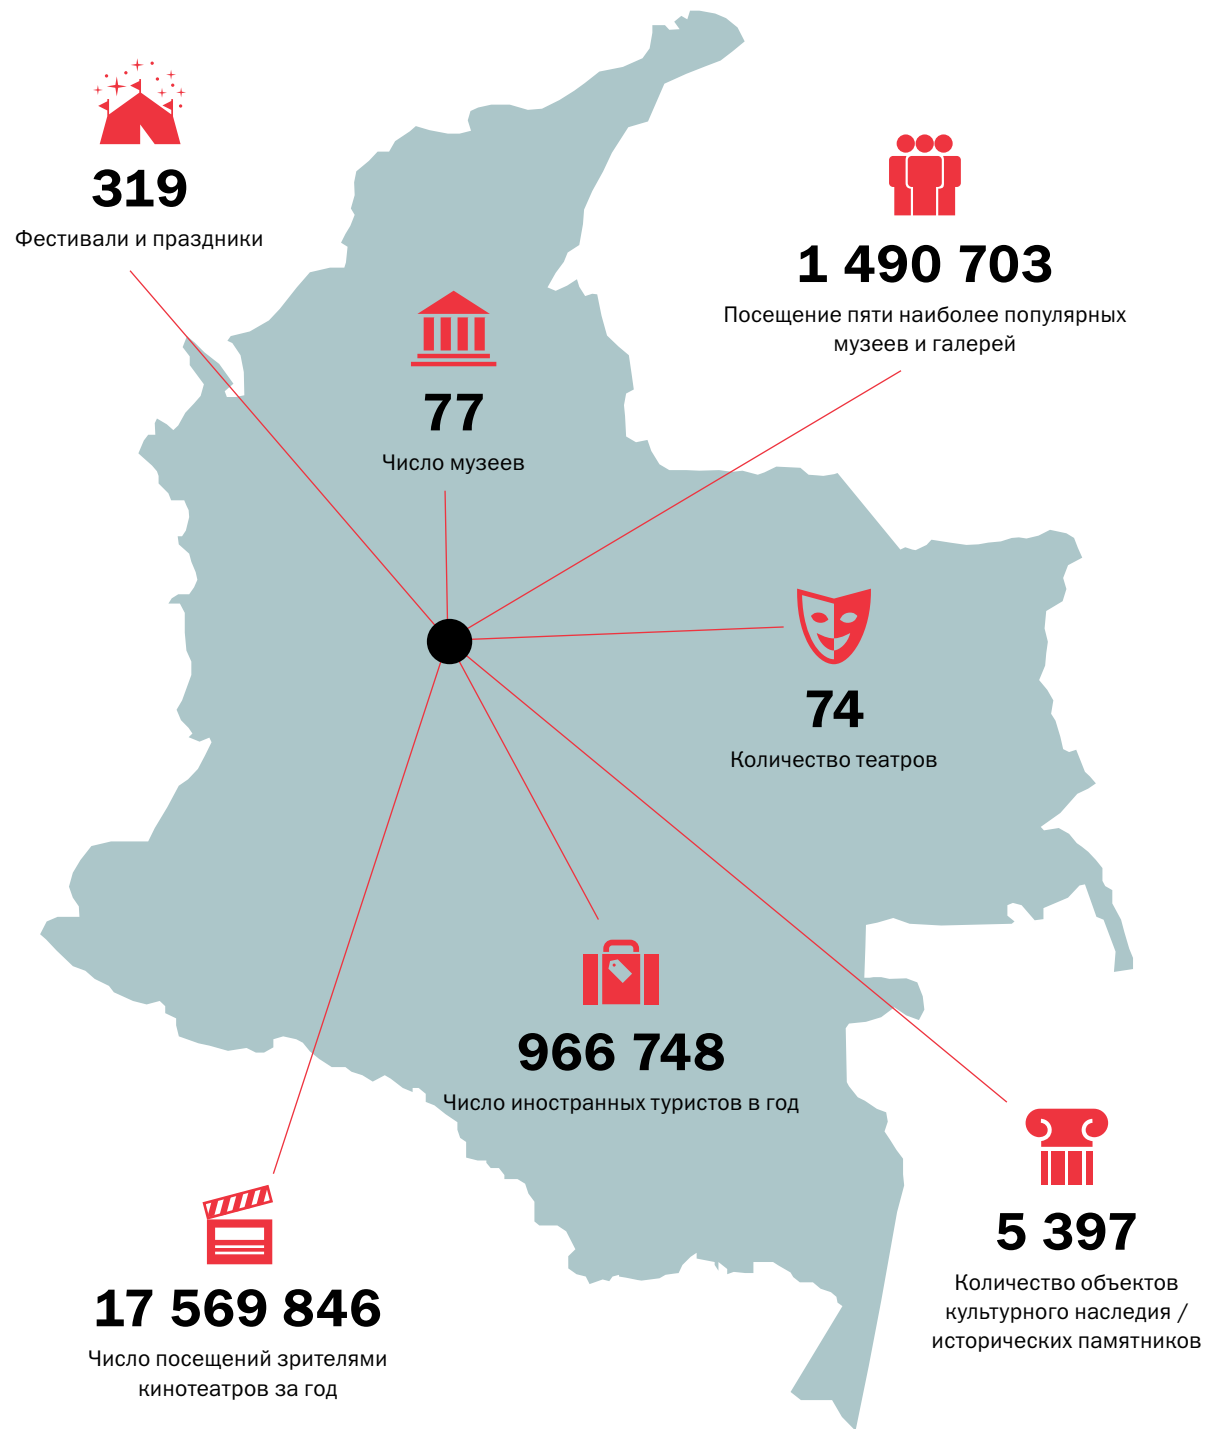 319
Фестивали и праздники
1 490 703
Посещение пяти наиболее популярных
музеев и галерей
77
Число музеев
74
Количество театров
966 748
Число иностранных туристов в год
5 397
Количество объектов
культурного наследия /
исторических памятников
17 569 846
Число посещений зрителями
кинотеатров за год